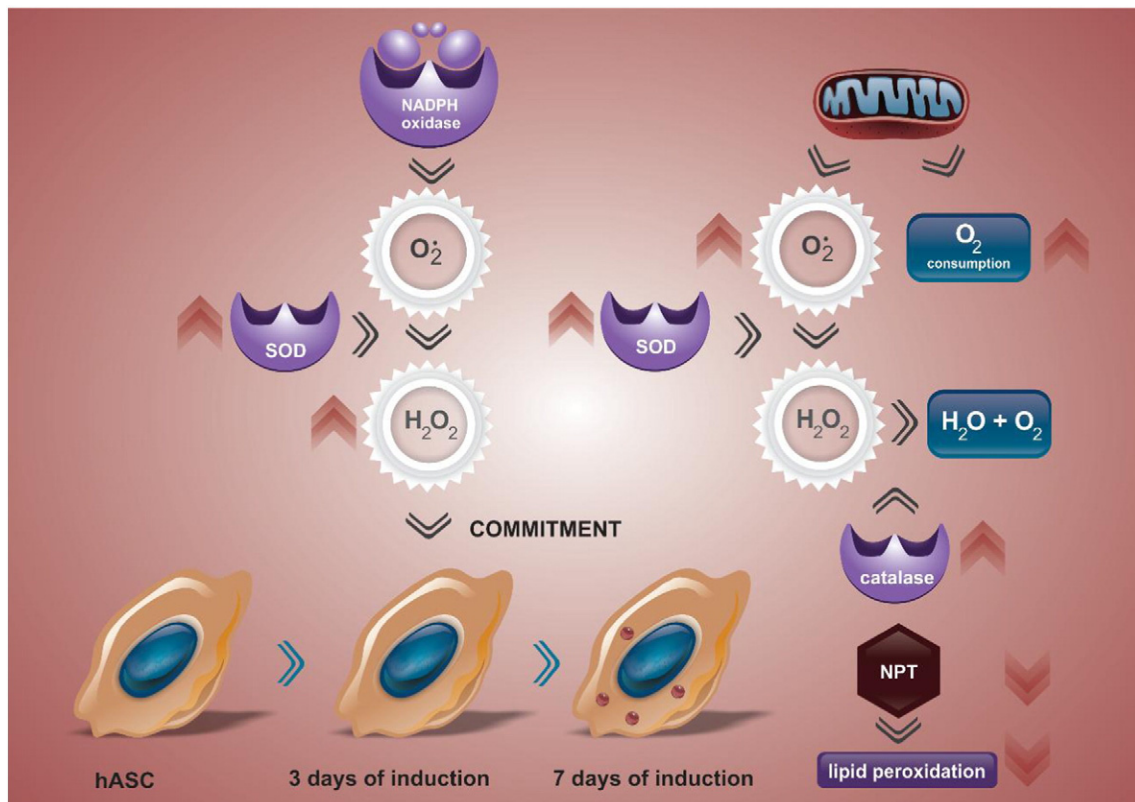 NADPH
oxidase
O₂·
O₂·
O₂
consumption
SOD
SOD
H₂O₂
H₂O₂
H₂O + O₂
COMMITMENT
catalase
NPT
lipid peroxidation
hASC
3 days of induction
7 days of induction